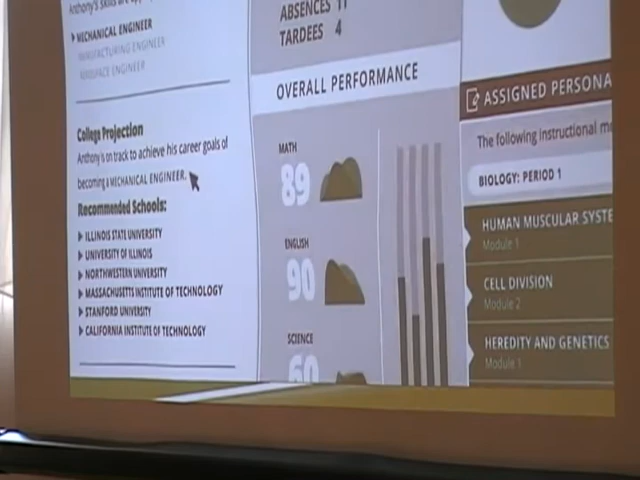 Anthony's skills are
MECHANICAL ENGINEER
MANUFACTURING ENGINEER
WARFARE ENGINEER
College Projection
Anthony's on track to achieve his career goals of
becoming a MECHANICAL ENGINEER.
Recommended Schools:
ILLINOIS STATE UNIVERSITY
UNIVERSITY OF ILLINOIS
NORTHWESTERN UNIVERSITY
MASSACHUSETTS INSTITUTE OF TECHNOLOGY
STANFORD UNIVERSITY
CALIFORNIA INSTITUTE OF TECHNOLOGY
ABSENCES 11
TARDEES 4
OVERALL PERFORMANCE
MATH
89
ENGLISH
90
SCIENCE
60
ASSIGNED PERSONA
The following instructional m
BIOLOGY: PERIOD 1
HUMAN MUSCULAR SYSTE
Module 1
CELL DIVISION
Module 2
HEREDITY AND GENETICS
Module 1